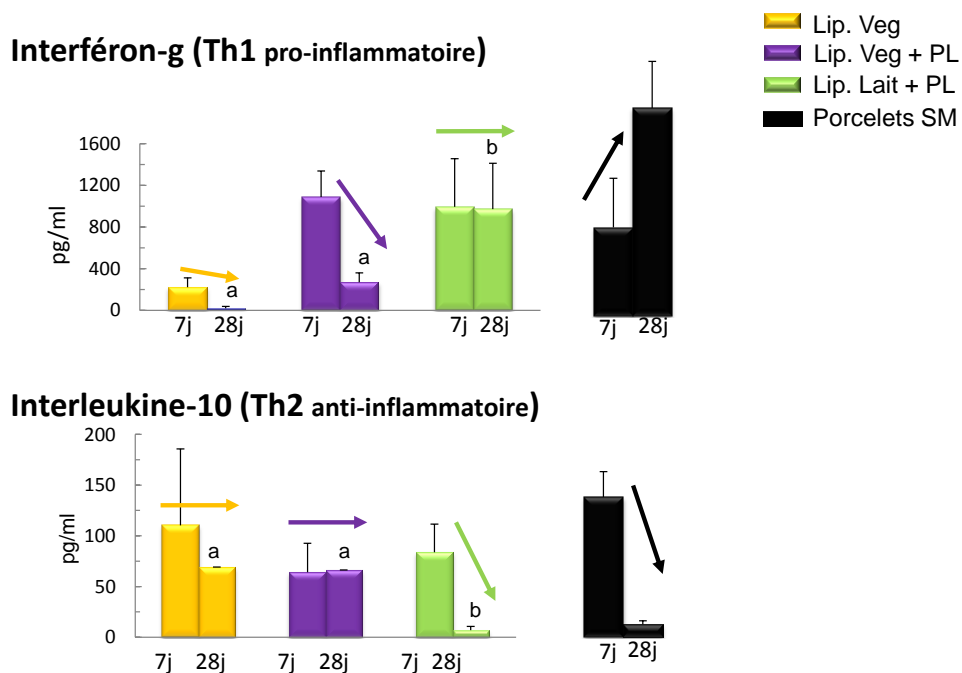 Lip. Veg
Lip. Veg + PL
Lip. Lait + PL
Porcelets SM
Interféron-g (Th1 pro-inflammatoire)
pg/ml
1600
1200
800
400
0
a
a
b
7j 28j
7j 28j
7j 28j
7j 28j
Interleukine-10 (Th2 anti-inflammatoire)
pg/ml
200
150
100
50
0
a
a
b
7j 28j
7j 28j
7j 28j
7j 28j